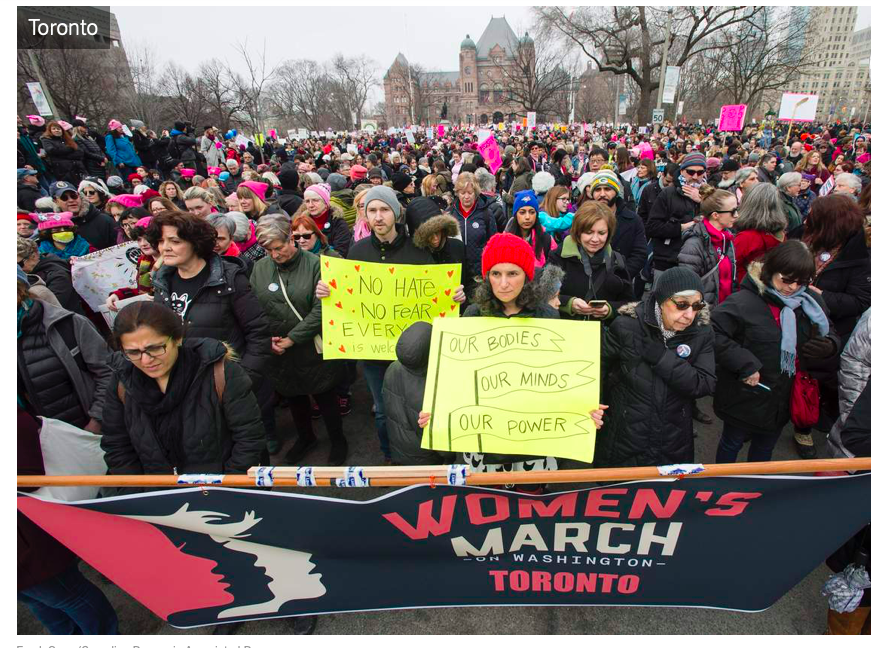 Toronto
50
NO HATE
NO FEAR
EVERY
is welc
OUR BODIES
OUR MINDS
OUR POWER
WOMEN'S
MARCH
-ON WASHINGTON-
TORONTO